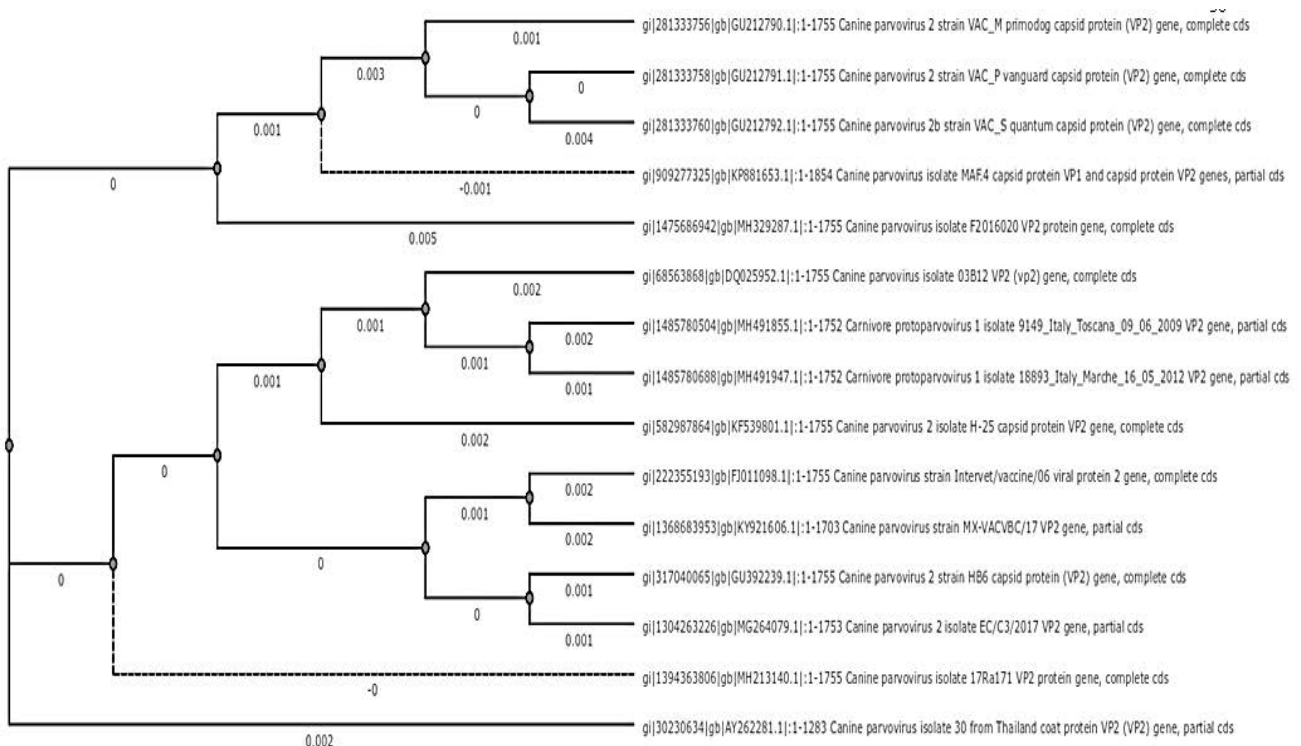 gi|281333756|gb|GU212790.1|:1-1755 Canine parvovirus 2 strain VAC_M primodog capsid protein (VP2) gene, complete cds
0.001
0.003
gi|281333758|gb|GU212791.1|:1-1755 Canine parvovirus 2 strain VAC_P vanguard capsid protein (VP2) gene, complete cds
0
0
gi|281333760|gb|GU212792.1|:1-1755 Canine parvovirus 2b strain VAC_S quantum capsid protein (VP2) gene, complete cds
0.001
0.004
gi|909277325|gb|KP881653.1|:1-1854 Canine parvovirus isolate MAF.4 capsid protein VP1 and capsid protein VP2 genes, partial cds
0
-0.001
gi|1475686942|gb|MH329287.1|:1-1755 Canine parvovirus isolate F2016020 VP2 protein gene, complete cds
0.005
gi|68563868|gb|DQ025952.1|:1-1755 Canine parvovirus isolate 03B12 VP2 (vp2) gene, complete cds
0.002
0.001
gi|1485780504|gb|MH491855.1|:1-1752 Carnivore protoparvovirus 1 isolate 9149_Italy_Toscana_09_06_2009 VP2 gene, partial cds
0.002
0.001
gi|1485780688|gb|MH491947.1|:1-1752 Carnivore protoparvovirus 1 isolate 18893_Italy_Marche_16_05_2012 VP2 gene, partial cds
0.001
0.001
gi|582987864|gb|KF539801.1|:1-1755 Canine parvovirus 2 isolate H-25 capsid protein VP2 gene, complete cds
0.002
0
gi|222355193|gb|FJ011098.1|:1-1755 Canine parvovirus strain Intervet/vaccine/06 viral protein 2 gene, complete cds
0.002
0.001
gi|1368683953|gb|KY921606.1|:1-1703 Canine parvovirus strain MX-VACVBC/17 VP2 gene, partial cds
0.002
0
gi|317040065|gb|GU392239.1|:1-1755 Canine parvovirus 2 strain HB6 capsid protein (VP2) gene, complete cds
0
0.001
0
gi|1304263226|gb|MG264079.1|:1-1753 Canine parvovirus 2 isolate EC/C3/2017 VP2 gene, partial cds
0.001
gi|1394363806|gb|MH213140.1|:1-1755 Canine parvovirus isolate 17Ra171 VP2 protein gene, complete cds
-0
gi|30230634|gb|AY262281.1|:1-1283 Canine parvovirus isolate 30 from Thailand coat protein VP2 (VP2) gene, partial cds
0.002